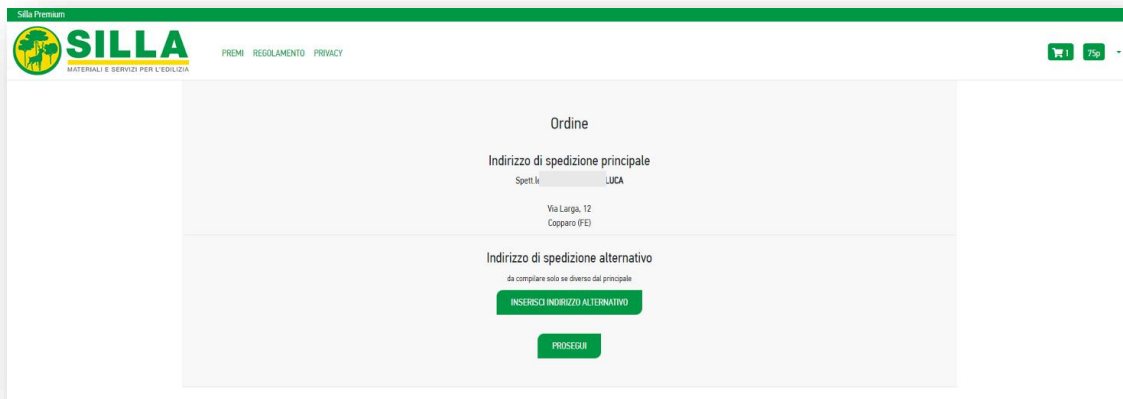 Silla Premium
SILLA
MATERIALI E SERVIZI PER L'EDILIZIA
PREMI REGOLAMENTO PRIVACY
1 75p
Ordine
Indirizzo di spedizione principale
LUCA
Via Larga, 12
Copparo (FE)
Indirizzo di spedizione alternativo
da compilare solo se diverso dal principale
INSERISCI INDIRIZZO ALTERNATIVO
PROSEGUI